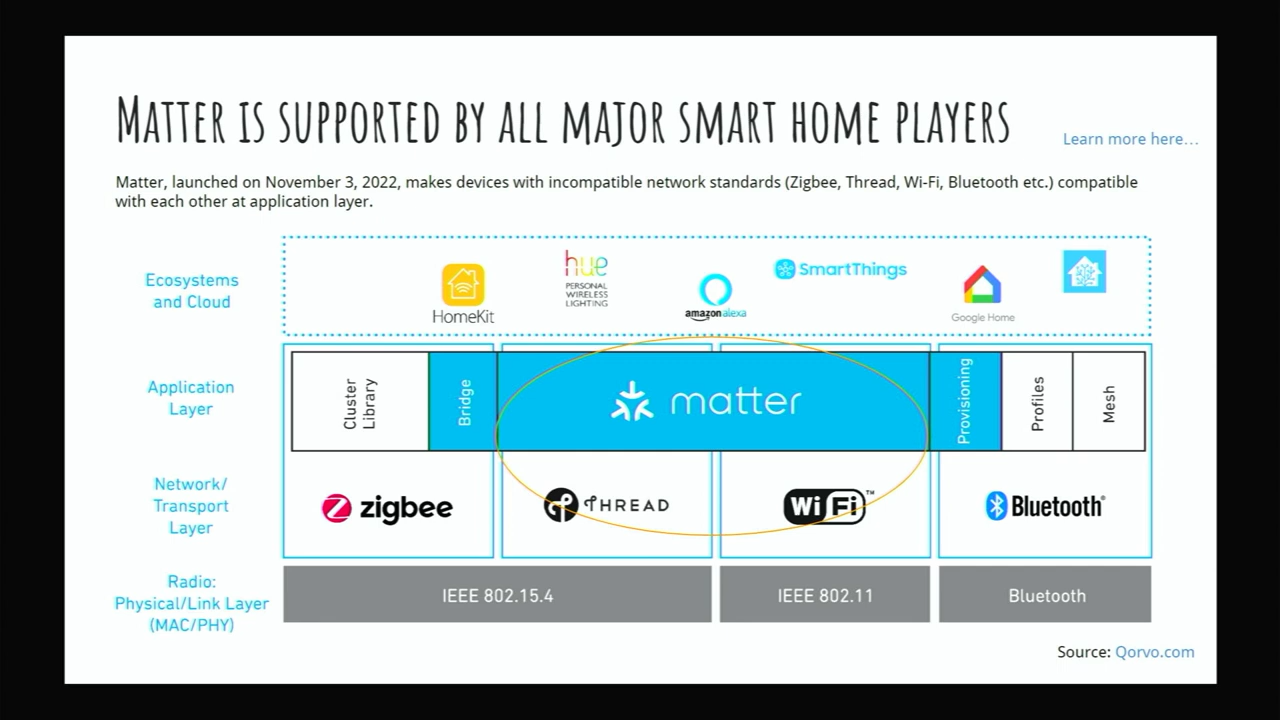 MATTER IS SUPPORTED BY ALL MAJOR SMART HOME PLAYERS
Learn more here...
Matter, launched on November 3, 2022, makes devices with incompatible network standards (Zigbee, Thread, Wi-Fi, Bluetooth etc.) compatible
with each other at application layer.
Ecosystems
and Cloud
HomeKit
hue
PERSONAL
WIRELESS
LIGHTING
amazon alexa
SmartThings
Google Home
Application
Layer
Cluster
Library
Bridge
matter
Provisioning
Profiles
Mesh
Network/
Transport
Layer
zigbee
THREAD
WiFi™
Bluetooth®
Radio:
Physical/Link Layer
(MAC/PHY)
IEEE 802.15.4
IEEE 802.11
Bluetooth
Source: Qorvo.com